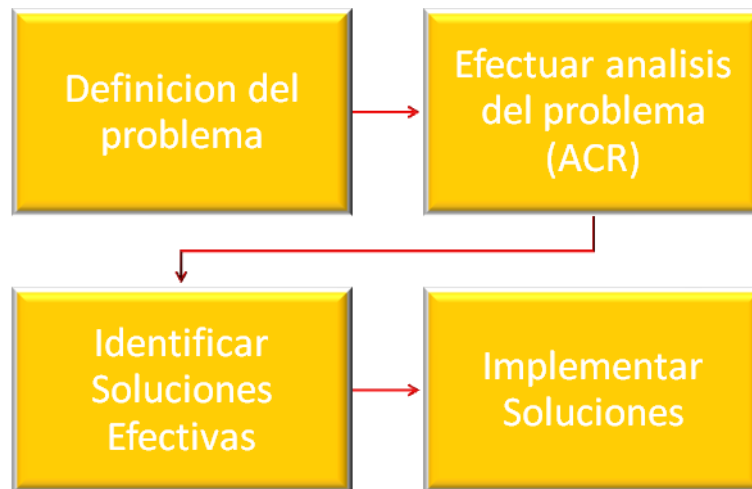 Definicion del
problema
Efectuar analisis
del problema
(ACR)
Identificar
Soluciones
Efectivas
Implementar
Soluciones